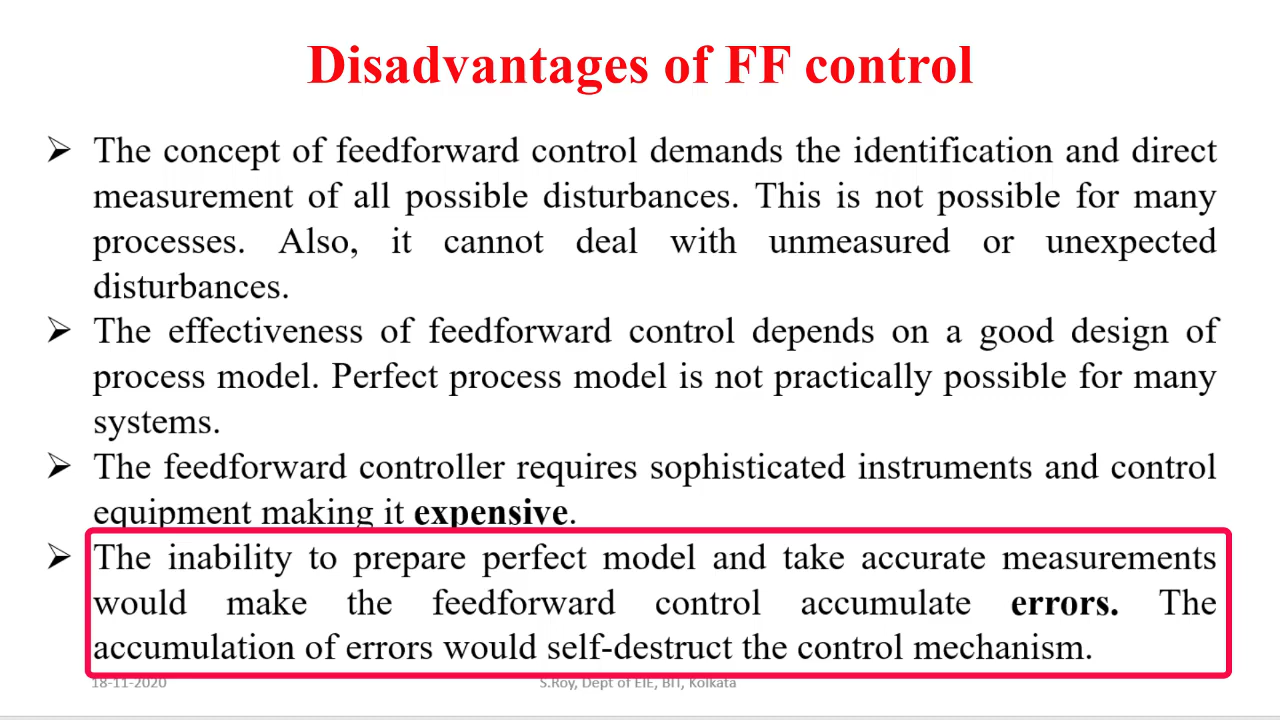 Disadvantages of FF control
➢ The concept of feedforward control demands the identification and direct
measurement of all possible disturbances. This is not possible for many
processes. Also, it cannot deal with unmeasured or unexpected
disturbances.
➢ The effectiveness of feedforward control depends on a good design of
process model. Perfect process model is not practically possible for many
systems.
➢ The feedforward controller requires sophisticated instruments and control
equipment making it expensive.
➢ The inability to prepare perfect model and take accurate measurements
would make the feedforward control accumulate errors. The
accumulation of errors would self-destruct the control mechanism.
18-11-2020 S.Roy, Dept of EIE, BIT, Kolkata